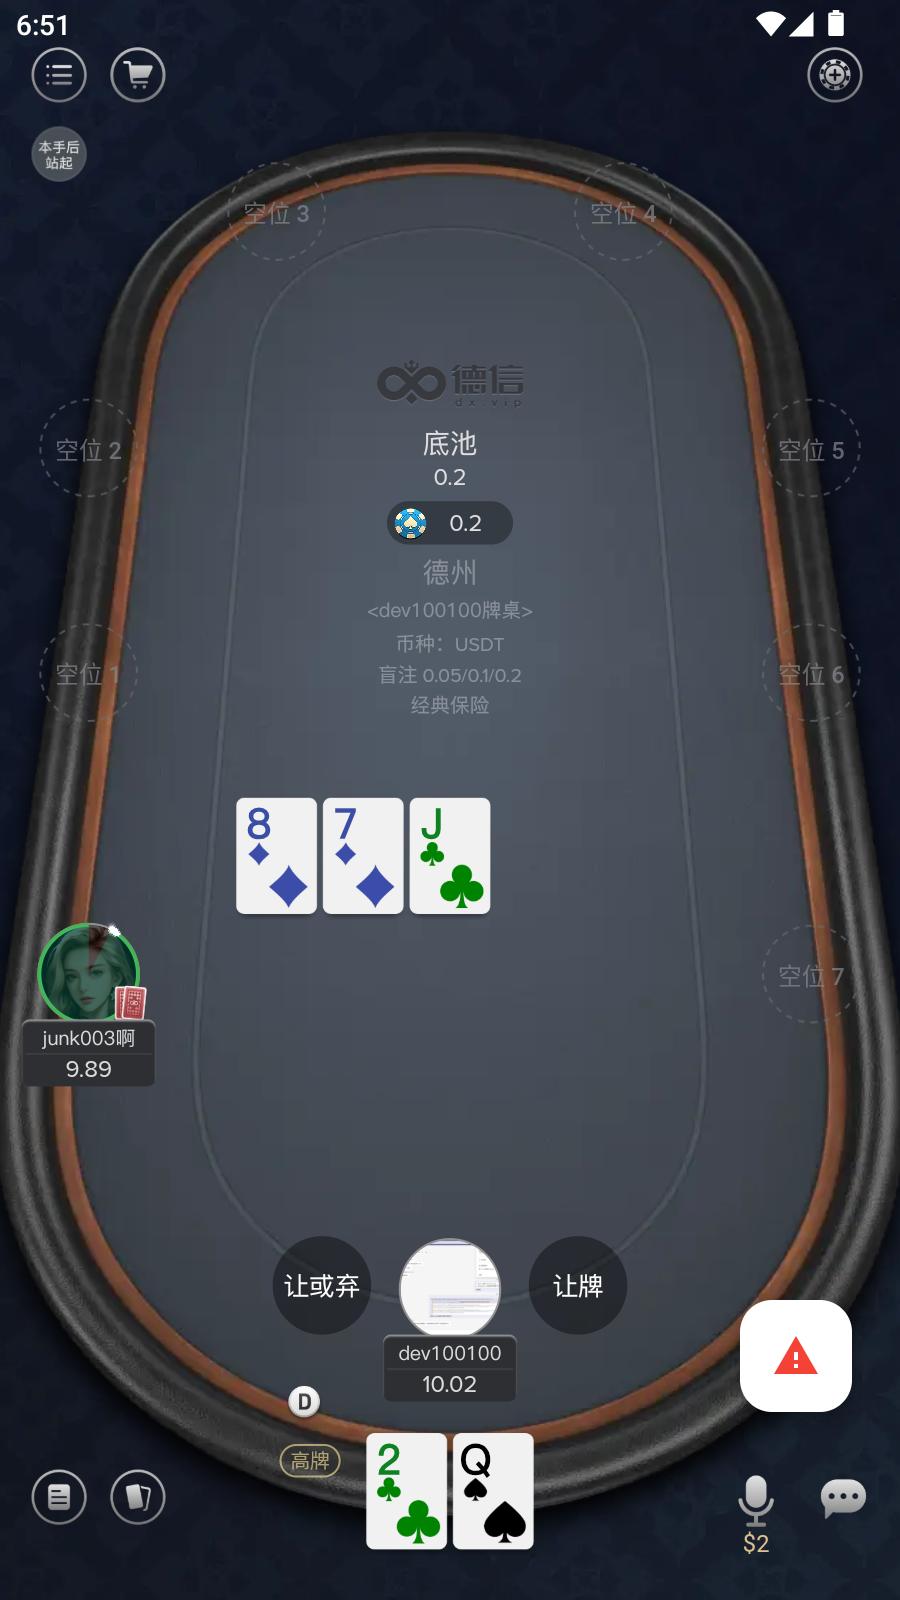 6:51
本手后
站起
空位 3
空位 4
德信
dx.vip
底池
0.2
0.2
空位 2
空位 5
德州
<dev100100牌桌>
币种：USDT
盲注 0.05/0.1/0.2
经典保险
空位 1
空位 6
8
7
J
junk003啊
9.89
空位 7
让或弃
让牌
dev100100
10.02
D
高牌
2
Q
$2